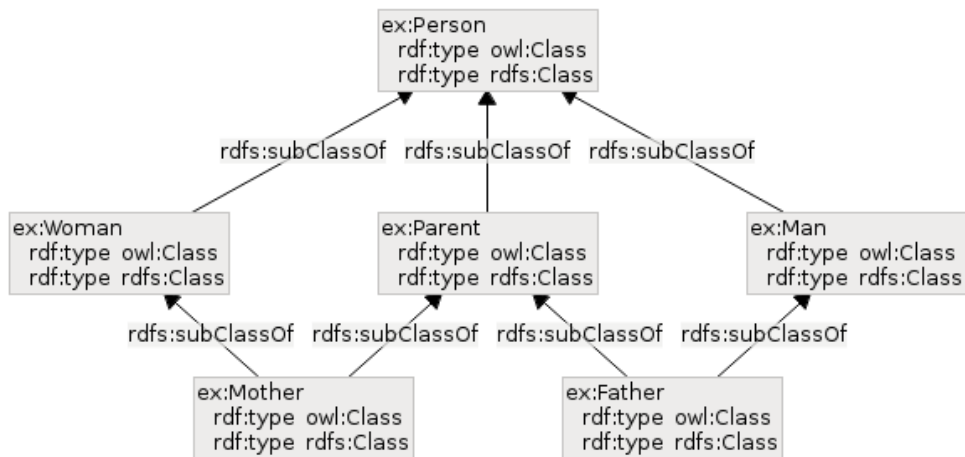 ex:Person
rdf:type owl:Class
rdf:type rdfs:Class
rdfs:subClassOf
rdfs:subClassOf
rdfs:subClassOf
ex:Woman
rdf:type owl:Class
rdf:type rdfs:Class
ex:Parent
rdf:type owl:Class
rdf:type rdfs:Class
ex:Man
rdf:type owl:Class
rdf:type rdfs:Class
rdfs:subClassOf
rdfs:subClassOf
rdfs:subClassOf
rdfs:subClassOf
ex:Mother
rdf:type owl:Class
rdf:type rdfs:Class
ex:Father
rdf:type owl:Class
rdf:type rdfs:Class